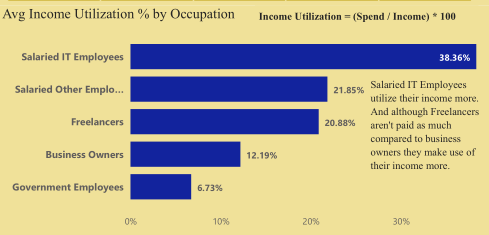 Avg Income Utilization % by Occupation
Income Utilization = (Spend / Income) * 100
Salaried IT Employees
38.36%
Salaried Other Emplo...
21.85%
Freelancers
20.88%
Business Owners
12.19%
Government Employees
6.73%
Salaried IT Employees
utilize their income more.
And although Freelancers
aren't paid as much
compared to business
owners they make use of
their income more.
0%
10%
20%
30%